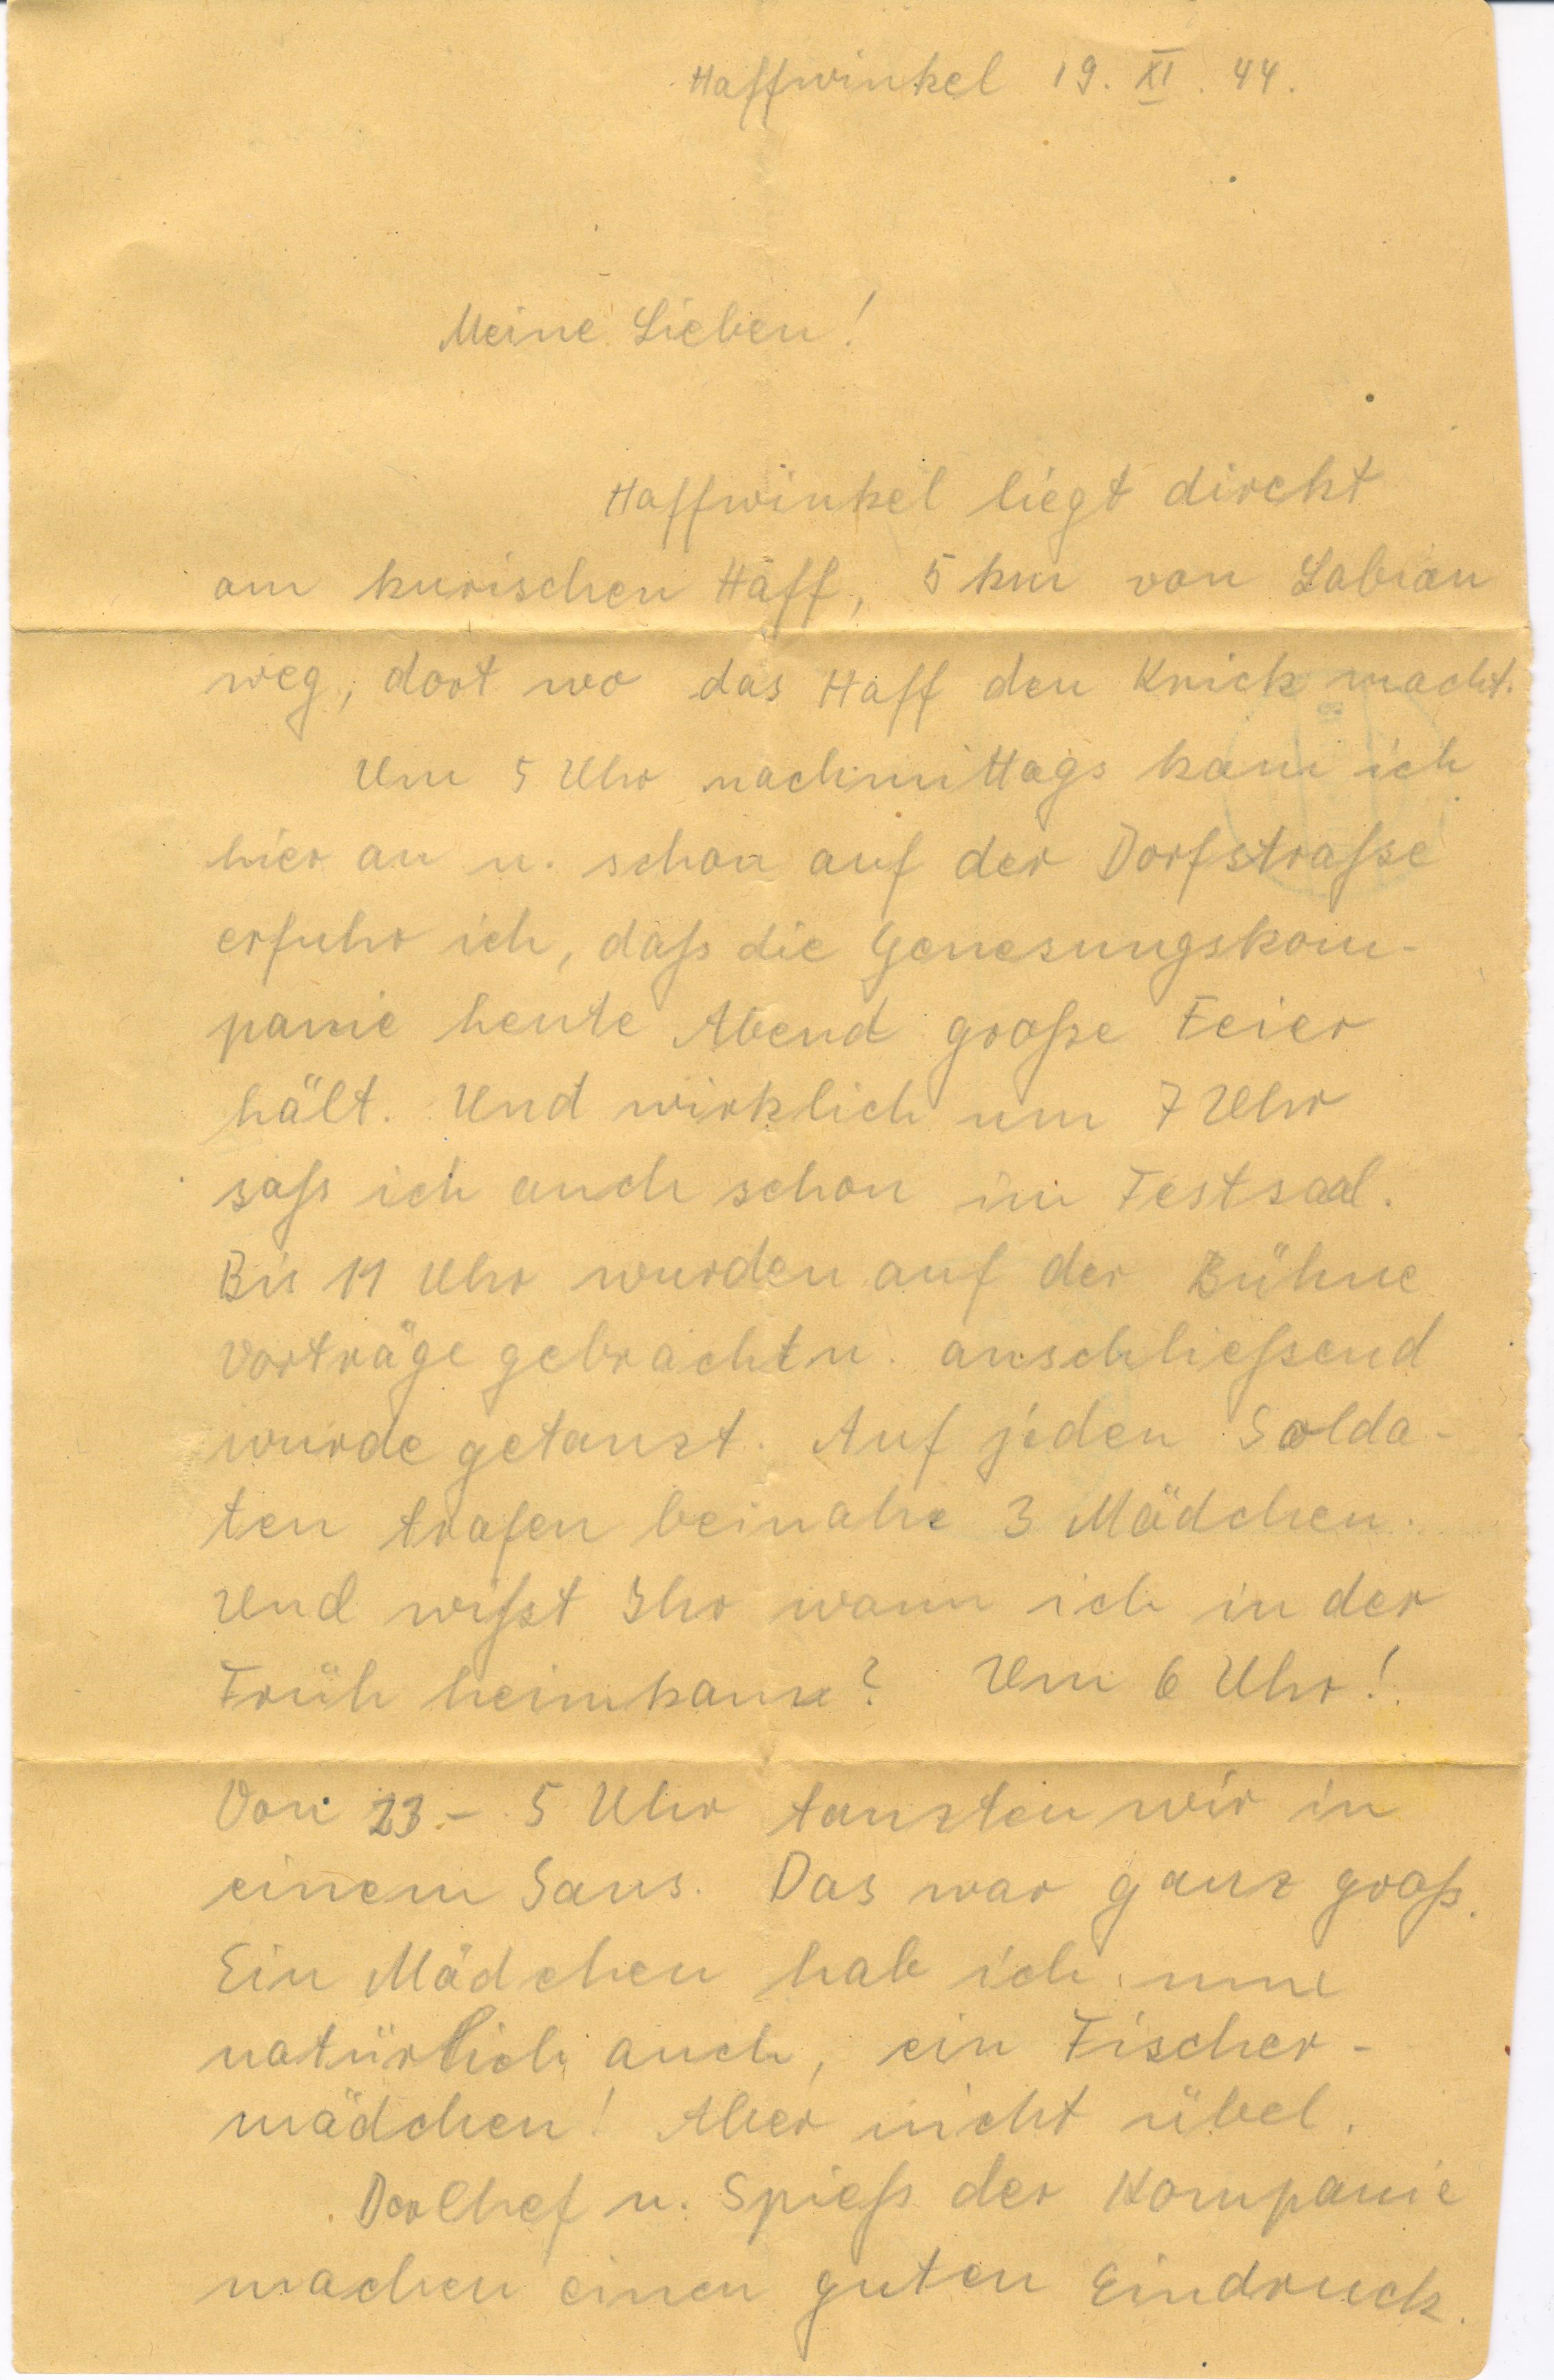 Haffwinkel 19. XI. 44.
Meine Lieben!
Haffwinkel liegt direkt
am kurischen Haff, 5 km von Labiau
weg, dort wo das Haff den Knick macht.
Um 5 Uhr nachmittags kam ich
hier an u. schon auf der Dorfstraße
erfuhr ich, daß die Genesungskom-
panie heute Abend große Feier
hält. Und wirklich um 7 Uhr
saß ich auch schon im Festsaal.
Bis 11 Uhr wurden auf der Bühne
Vorträge gebracht u. anschließend
wurde getanzt. Auf jeden Solda-
ten trafen beinahe 3 Mädchen.
Und wißt Ihr wann ich in der
Früh heimkam? Um 6 Uhr!
Von 23 - 5 Uhr tanzten wir in
einem Saus. Das war ganz groß.
Ein Mädchen hab ich nun
natürlich auch, ein Fischer-
mädchen! Aber nicht übel.
Der Chef u. Spieß der Kompanie
machen einen guten Eindruck.